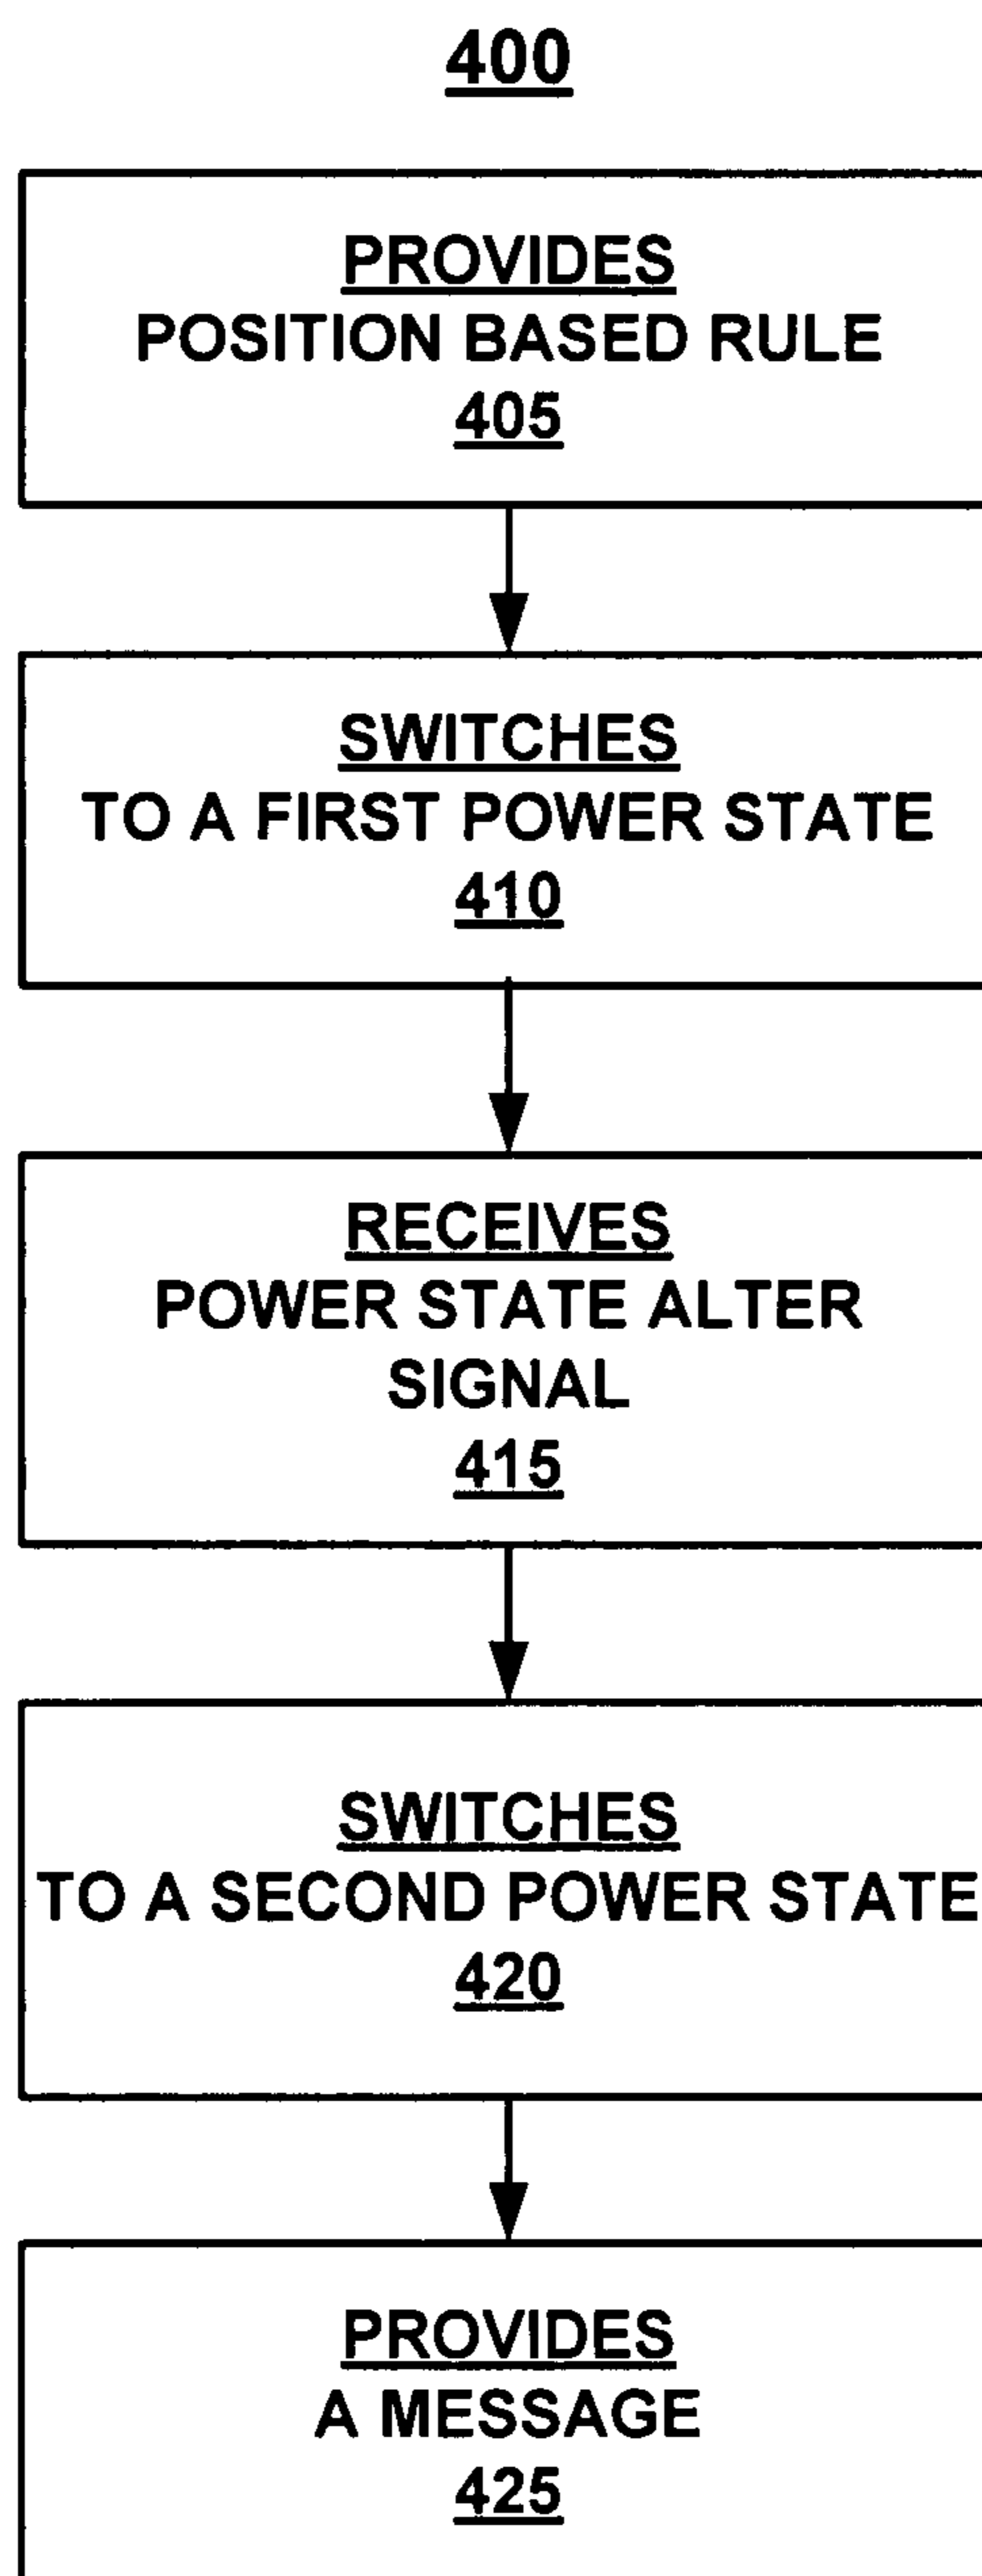 400
PROVIDES
POSITION BASED RULE
405
SWITCHES
TO A FIRST POWER STATE
410
RECEIVES
POWER STATE ALTER
SIGNAL
415
SWITCHES
TO A SECOND POWER STATE
420
PROVIDES
A MESSAGE
425